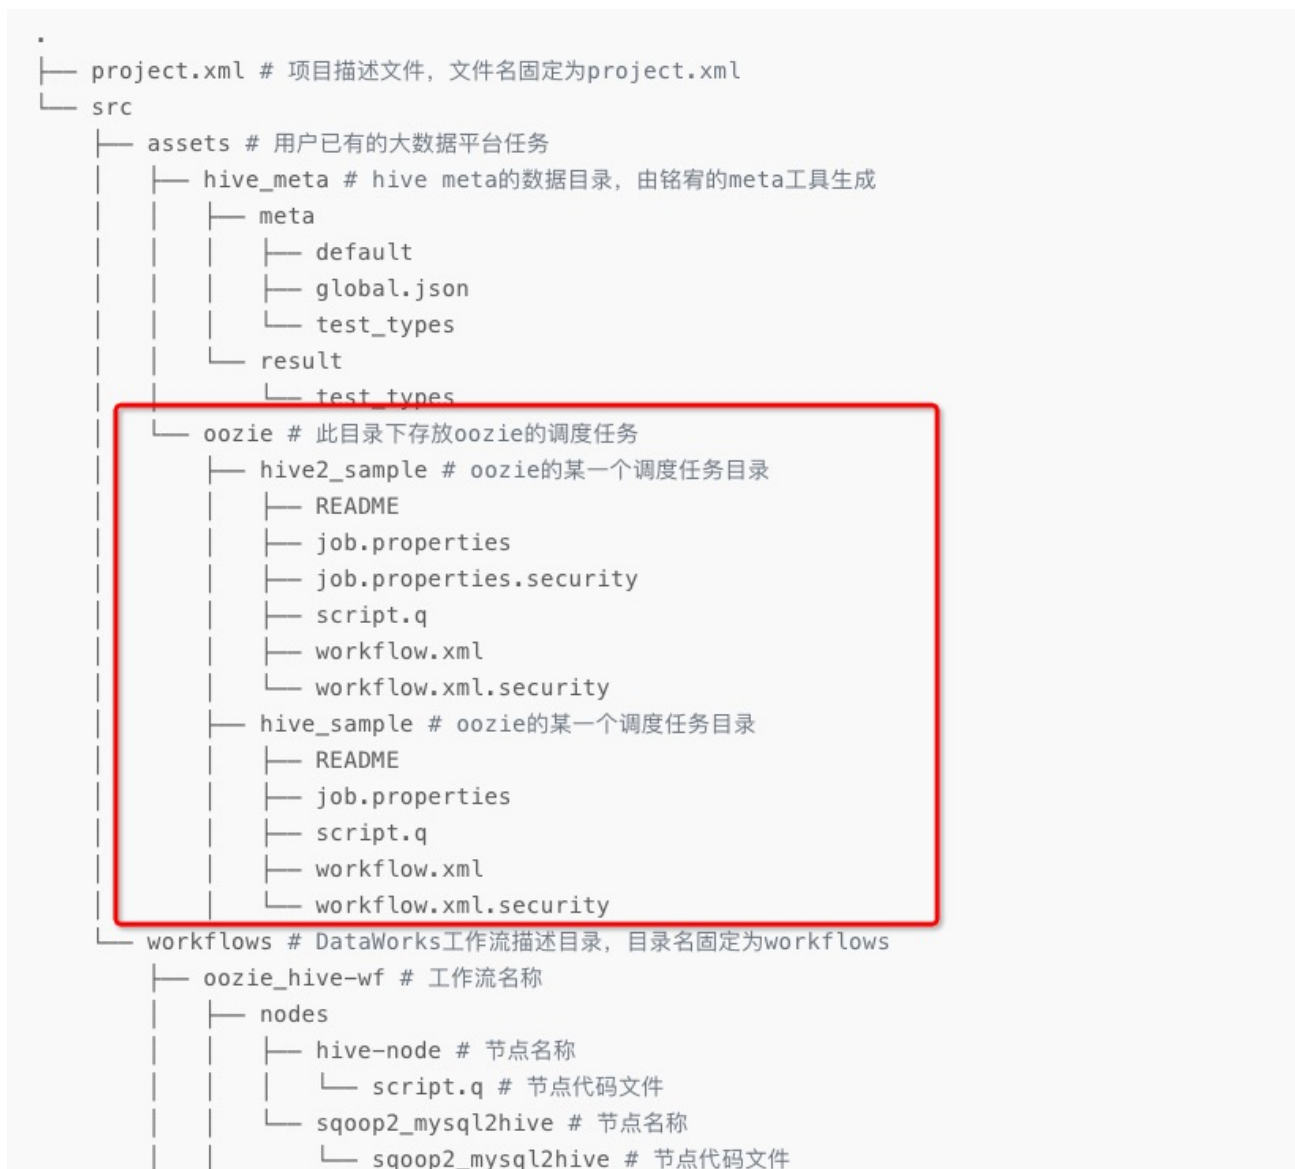 .
├── project.xml # 项目描述文件，文件名固定为project.xml
└── src
    ├── assets # 用户已有的大数据平台任务
    │   ├── hive_meta # hive meta的数据目录，由铭宥的meta工具生成
    │   │   ├── meta
    │   │   │   ├── default
    │   │   │   ├── global.json
    │   │   │   └── test_types
    │   │   └── result
    │   │       └── test_types
    │   └── oozie # 此目录下存放oozie的调度任务
    │       ├── hive2_sample # oozie的某一个调度任务目录
    │       │   ├── README
    │       │   ├── job.properties
    │       │   ├── job.properties.security
    │       │   ├── script.q
    │       │   ├── workflow.xml
    │       │   └── workflow.xml.security
    │       ├── hive_sample # oozie的某一个调度任务目录
    │       │   ├── README
    │       │   ├── job.properties
    │       │   ├── script.q
    │       │   ├── workflow.xml
    │       │   └── workflow.xml.security
    └── workflows # DataWorks工作流描述目录，目录名固定为workflows
        ├── oozie_hive-wf # 工作流名称
        │   ├── nodes
        │   │   ├── hive-node # 节点名称
        │   │   │   └── script.q # 节点代码文件
        │   │   └── sqoop2_mysql2hive # 节点名称
        │   │       └── sqoop2_mysql2hive # 节点代码文件